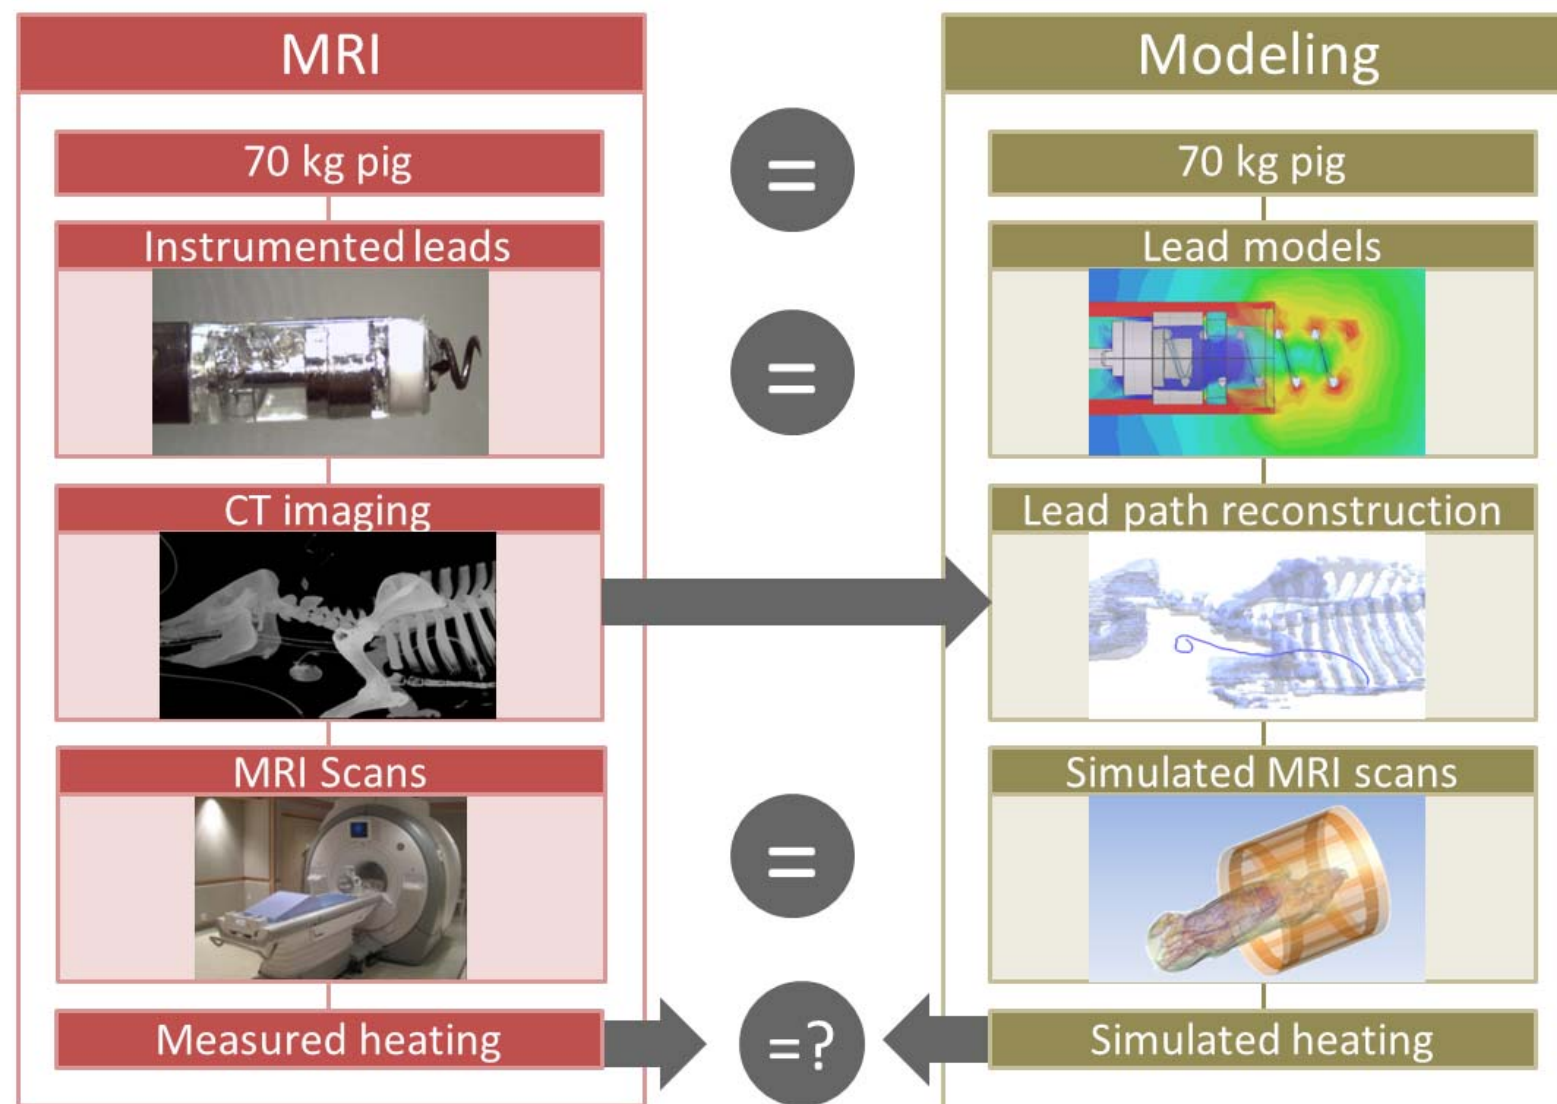 MRI
Modeling
70 kg pig
=
70 kg pig
Instrumented leads
Lead models
=
CT imaging
Lead path reconstruction
MRI Scans
Simulated MRI scans
=
Measured heating
=?
Simulated heating